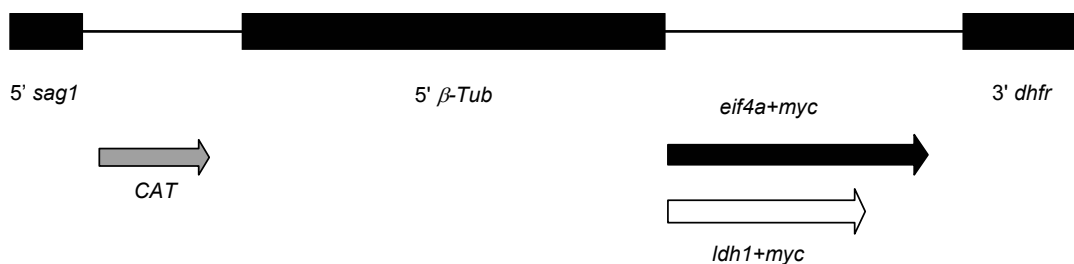 5' sag1
5' β-Tub
3' dhfr
eif4a+myc
CAT
ldh1+myc